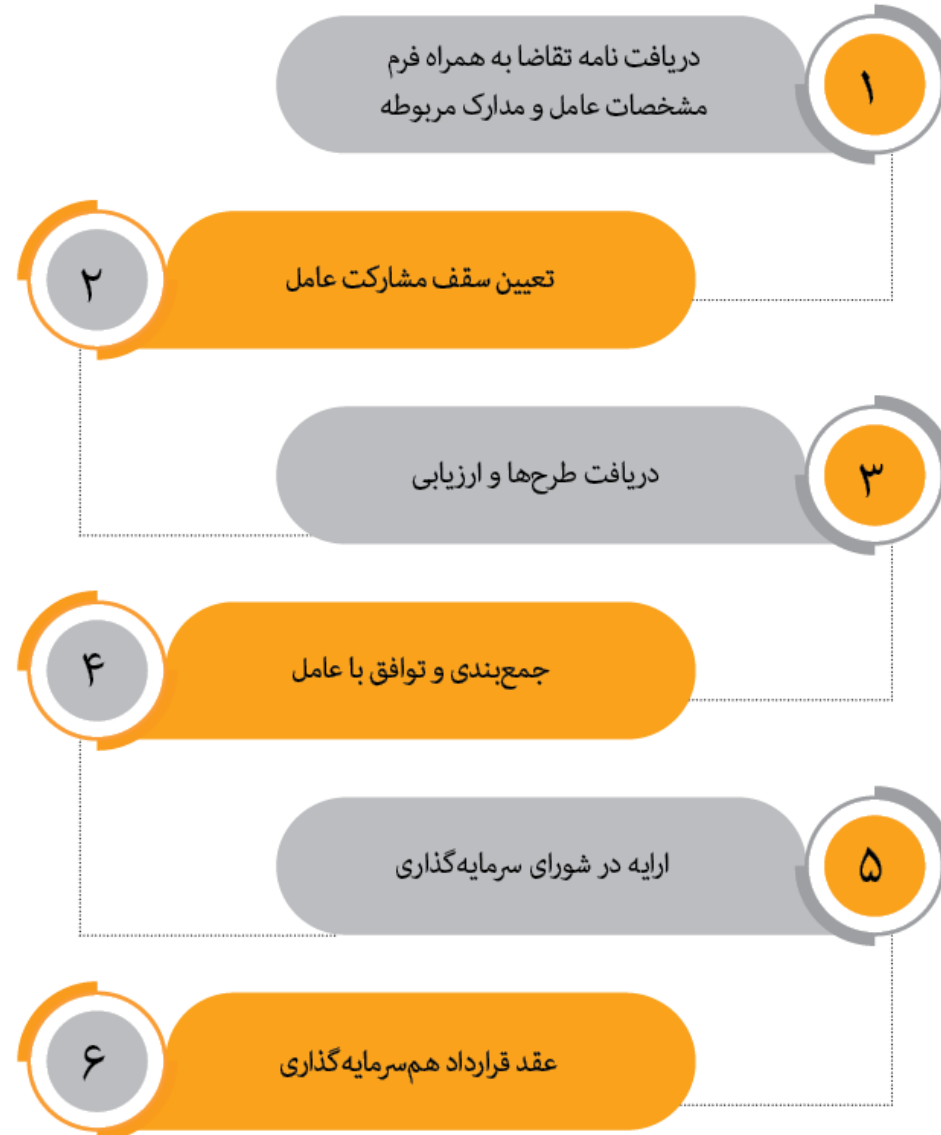 ۱
دریافت نامه تقاضا به همراه فرم
مشخصات عامل و مدارک مربوطه
۲
تعیین سقف مشارکت عامل
۳
دریافت طرح‌ها و ارزیابی
۴
جمع‌بندی و توافق با عامل
۵
ارایه در شورای سرمایه‌گذاری
۶
عقد قرارداد هم‌سرمایه‌گذاری